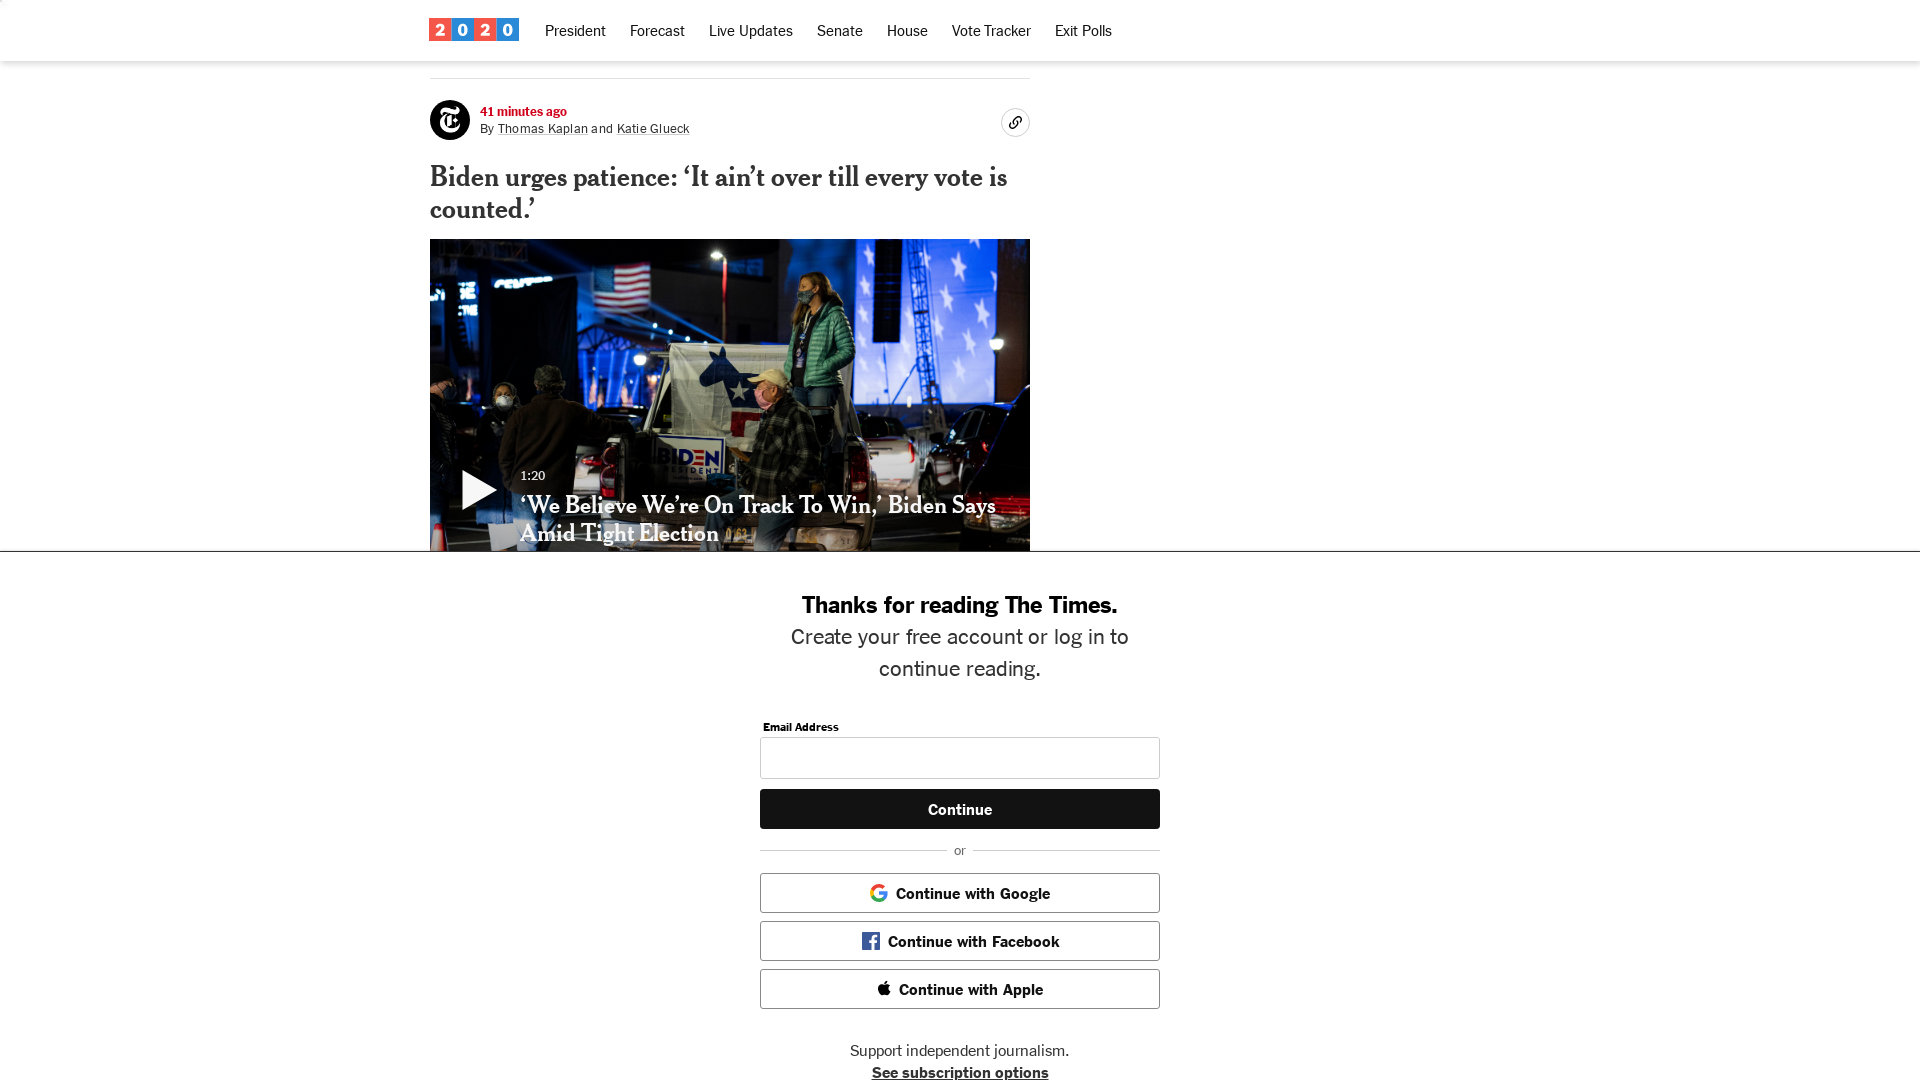 2020 President Forecast Live Updates Senate House Vote Tracker Exit Polls
41 minutes ago
By Thomas Kaplan and Katie Glueck
Biden urges patience: ‘It ain’t over till every vote is
counted.’
BIDEN
PRESIDENT
1:20
‘We Believe We’re On Track To Win,’ Biden Says
Amid Tight Election
Thanks for reading The Times.
Create your free account or log in to
continue reading.
Email Address
Continue
or
Continue with Google
Continue with Facebook
Continue with Apple
Support independent journalism.
See subscription options